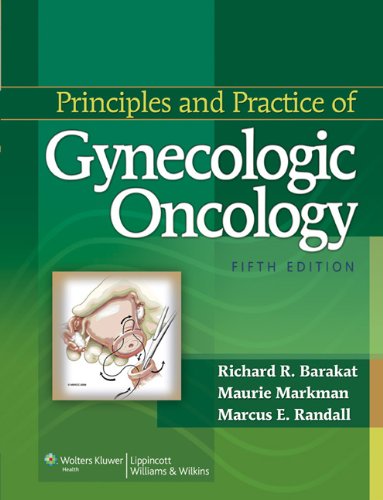 Principles and Practice of
Gynecologic
Oncology
FIFTH EDITION
Richard R. Barakat
Maurie Markman
Marcus E. Randall
Wolters Kluwer
Health
Lippincott
Williams & Wilkins